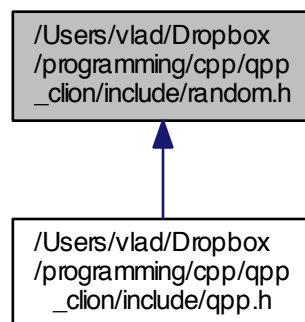 /Users/vlad/Dropbox
/programming/cpp/qpp
_clion/include/random.h
/Users/vlad/Dropbox
/programming/cpp/qpp
_clion/include/qpp.h